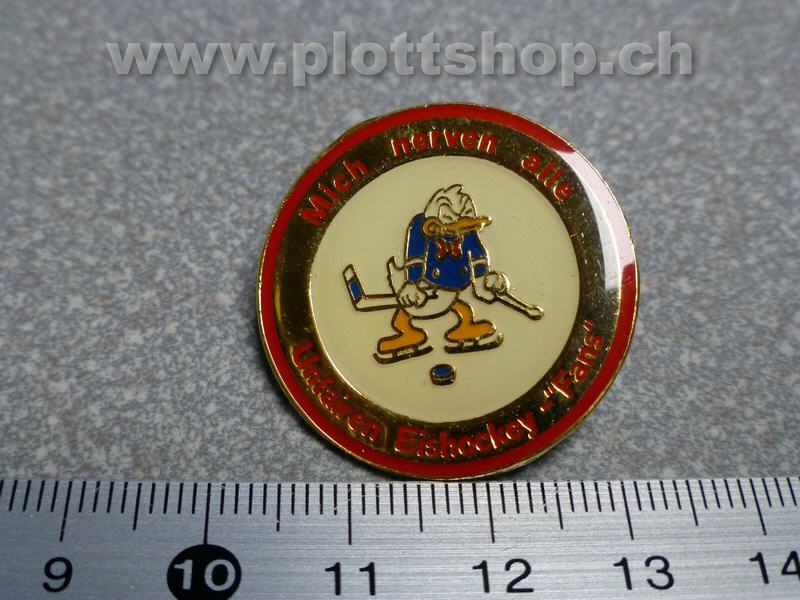 www.plottshop.ch
Mich nerven alle
Unfairen Eishockey-"Fans"
9 10 11 12 13 14